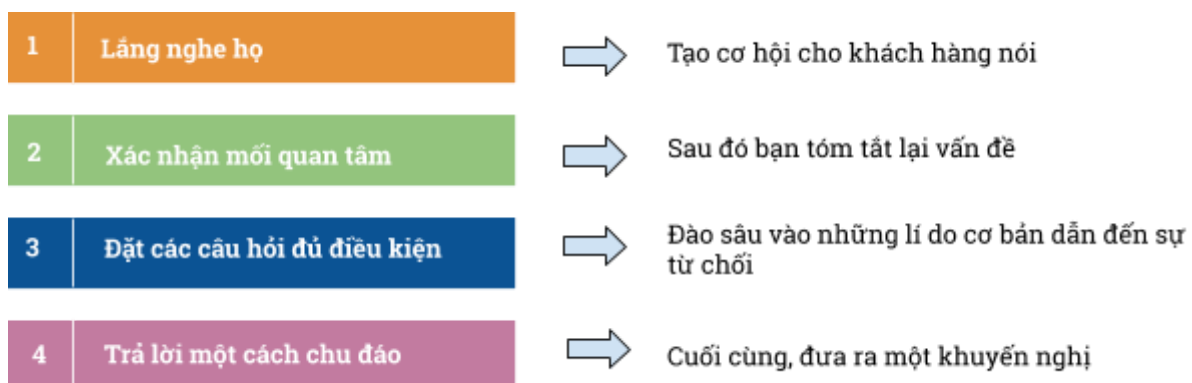 1 Lắng nghe họ
Tạo cơ hội cho khách hàng nói
2 Xác nhận mối quan tâm
Sau đó bạn tóm tắt lại vấn đề
3 Đặt các câu hỏi đủ điều kiện
Đào sâu vào những lí do cơ bản dẫn đến sự
từ chối
4 Trả lời một cách chu đáo
Cuối cùng, đưa ra một khuyến nghị